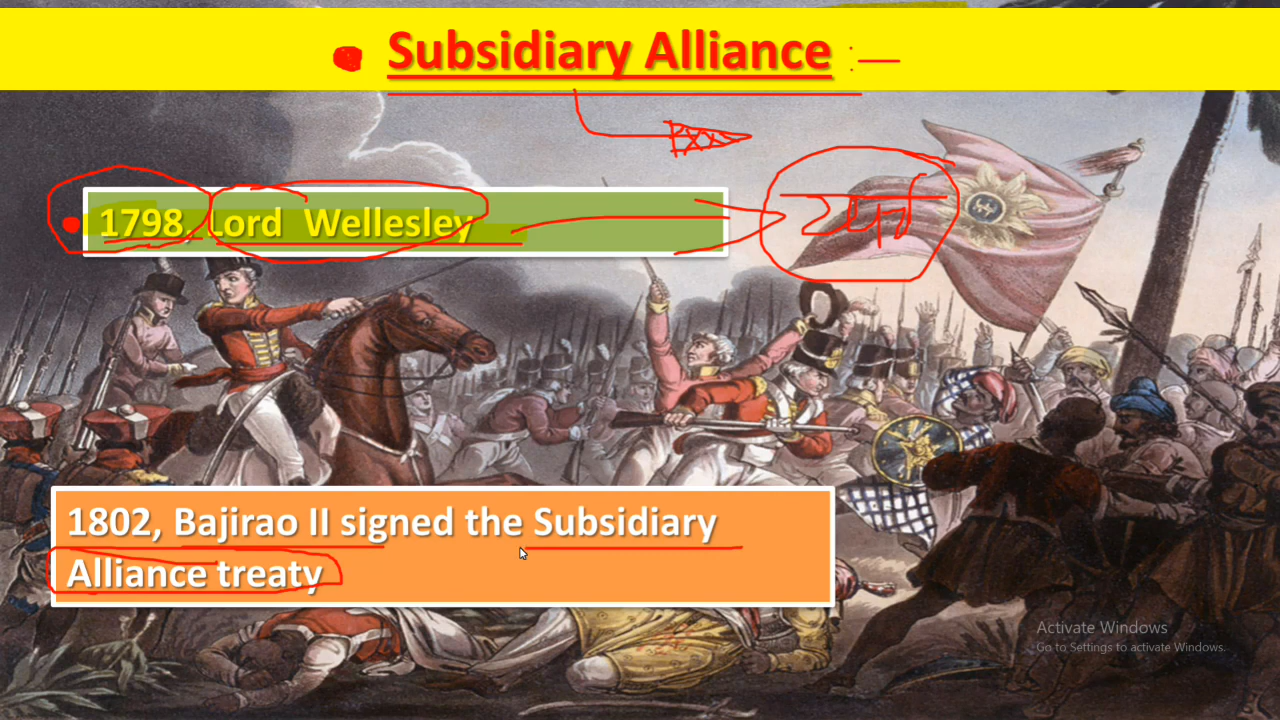 Subsidiary Alliance :—
1798, Lord Wellesley
1802, Bajirao II signed the Subsidiary
Alliance treaty
Activate Windows
Go to Settings to activate Windows.